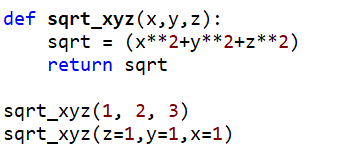 def sqrt_xyz(x,y,z):
    sqrt = (x**2+y**2+z**2)
    return sqrt

sqrt_xyz(1, 2, 3)
sqrt_xyz(z=1,y=1,x=1)